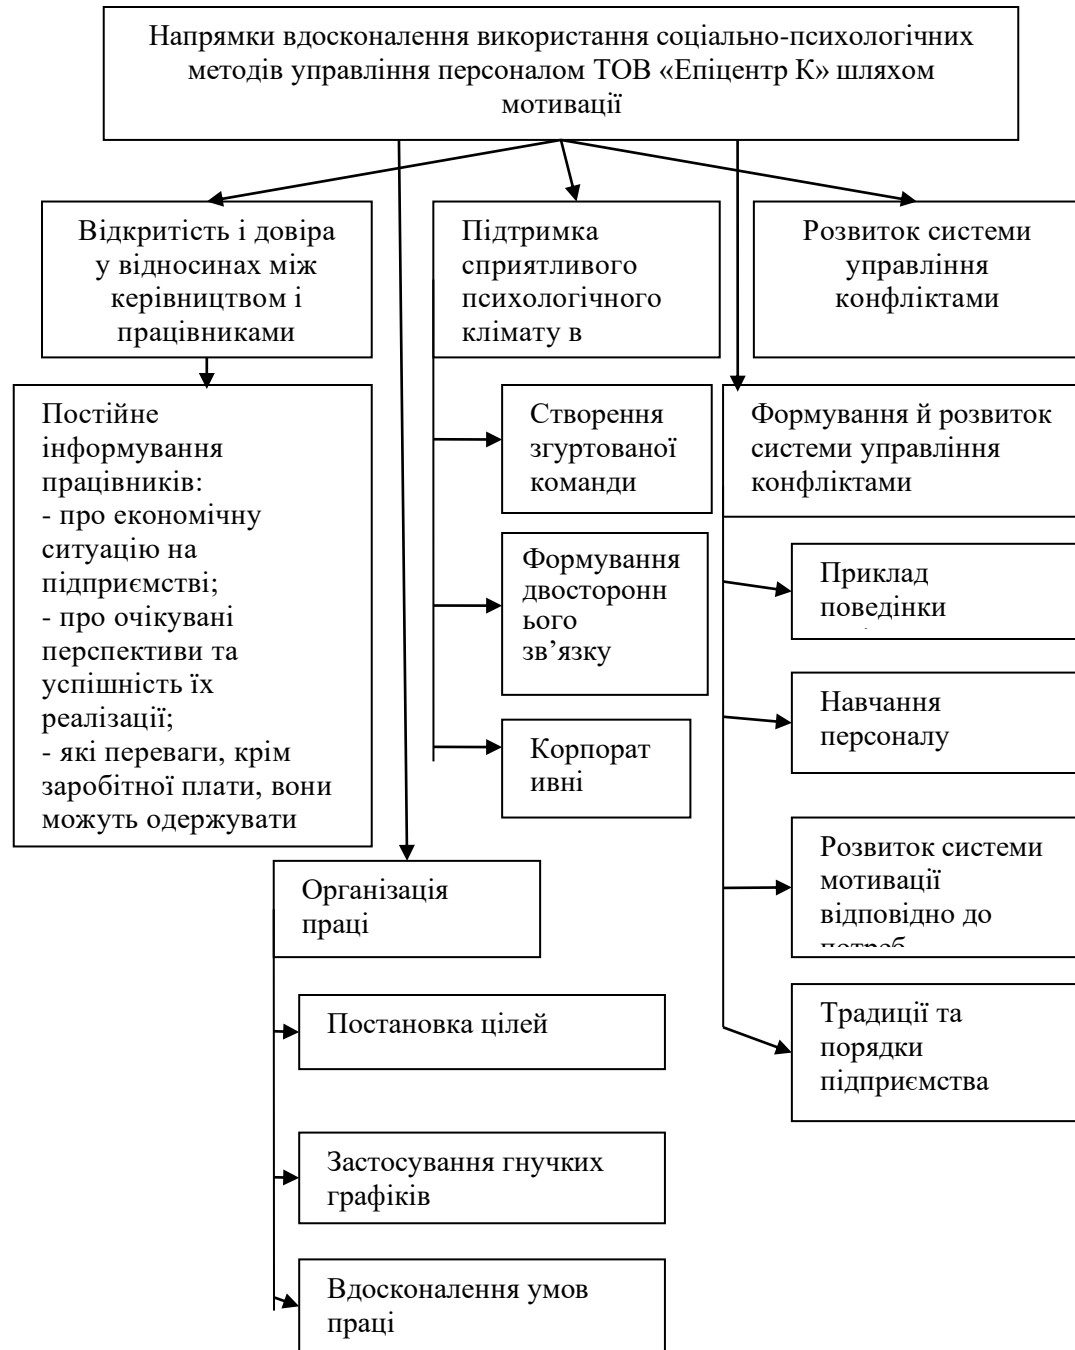 Напрямки вдосконалення використання соціально-психологічних
методів управління персоналом ТОВ «Епіцентр К» шляхом
мотивації
Відкритість і довіра
у відносинах між
керівництвом і
працівниками
Підтримка
сприятливого
психологічного
клімату в
Розвиток системи
управління
конфліктами
Постійне
інформування
працівників:
- про економічну
ситуацію на
підприємстві;
- про очікувані
перспективи та
успішність їх
реалізації;
- які переваги, крім
заробітної плати, вони
можуть одержувати
Створення
згуртованої
команди
Формування
двосторонн
ього
зв’язку
Корпорат
ивні
Формування й розвиток
системи управління
конфліктами
Приклад
поведінки
Навчання
персоналу
Розвиток системи
мотивації
відповідно до
потреб
Традиції та
порядки
підприємства
Організація
праці
Постановка цілей
Застосування гнучких
графіків
Вдосконалення умов
праці